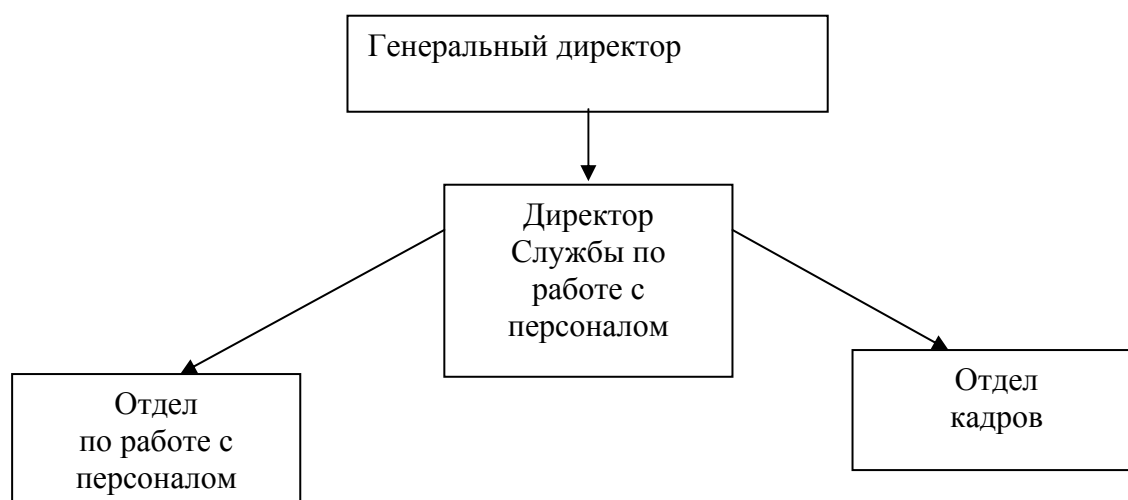 Генеральный директор
Директор
Службы по
работе с
персоналом
Отдел
по работе с
персоналом
Отдел
кадров